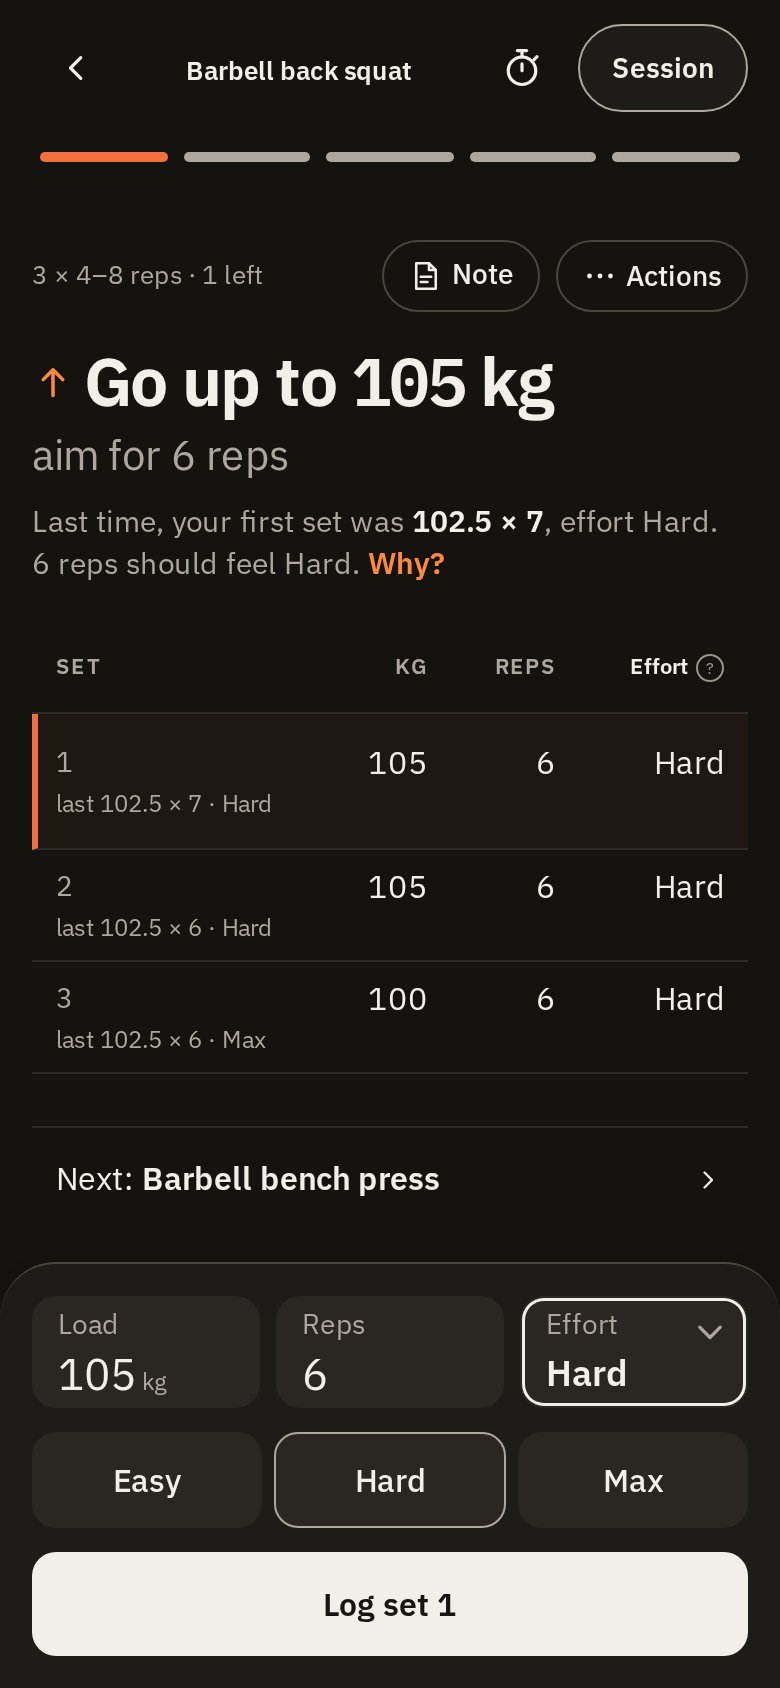 Barbell back squat
Session
3 × 4–8 reps · 1 left
Note
Actions
↑ Go up to 105 kg
aim for 6 reps
Last time, your first set was 102.5 × 7, effort Hard.
6 reps should feel Hard. Why?
SET KG REPS Effort ?
1 105 6 Hard
last 102.5 × 7 · Hard
2 105 6 Hard
last 102.5 × 6 · Hard
3 100 6 Hard
last 102.5 × 6 · Max
Next: Barbell bench press
Load Reps Effort
105 kg 6 Hard
Easy Hard Max
Log set 1